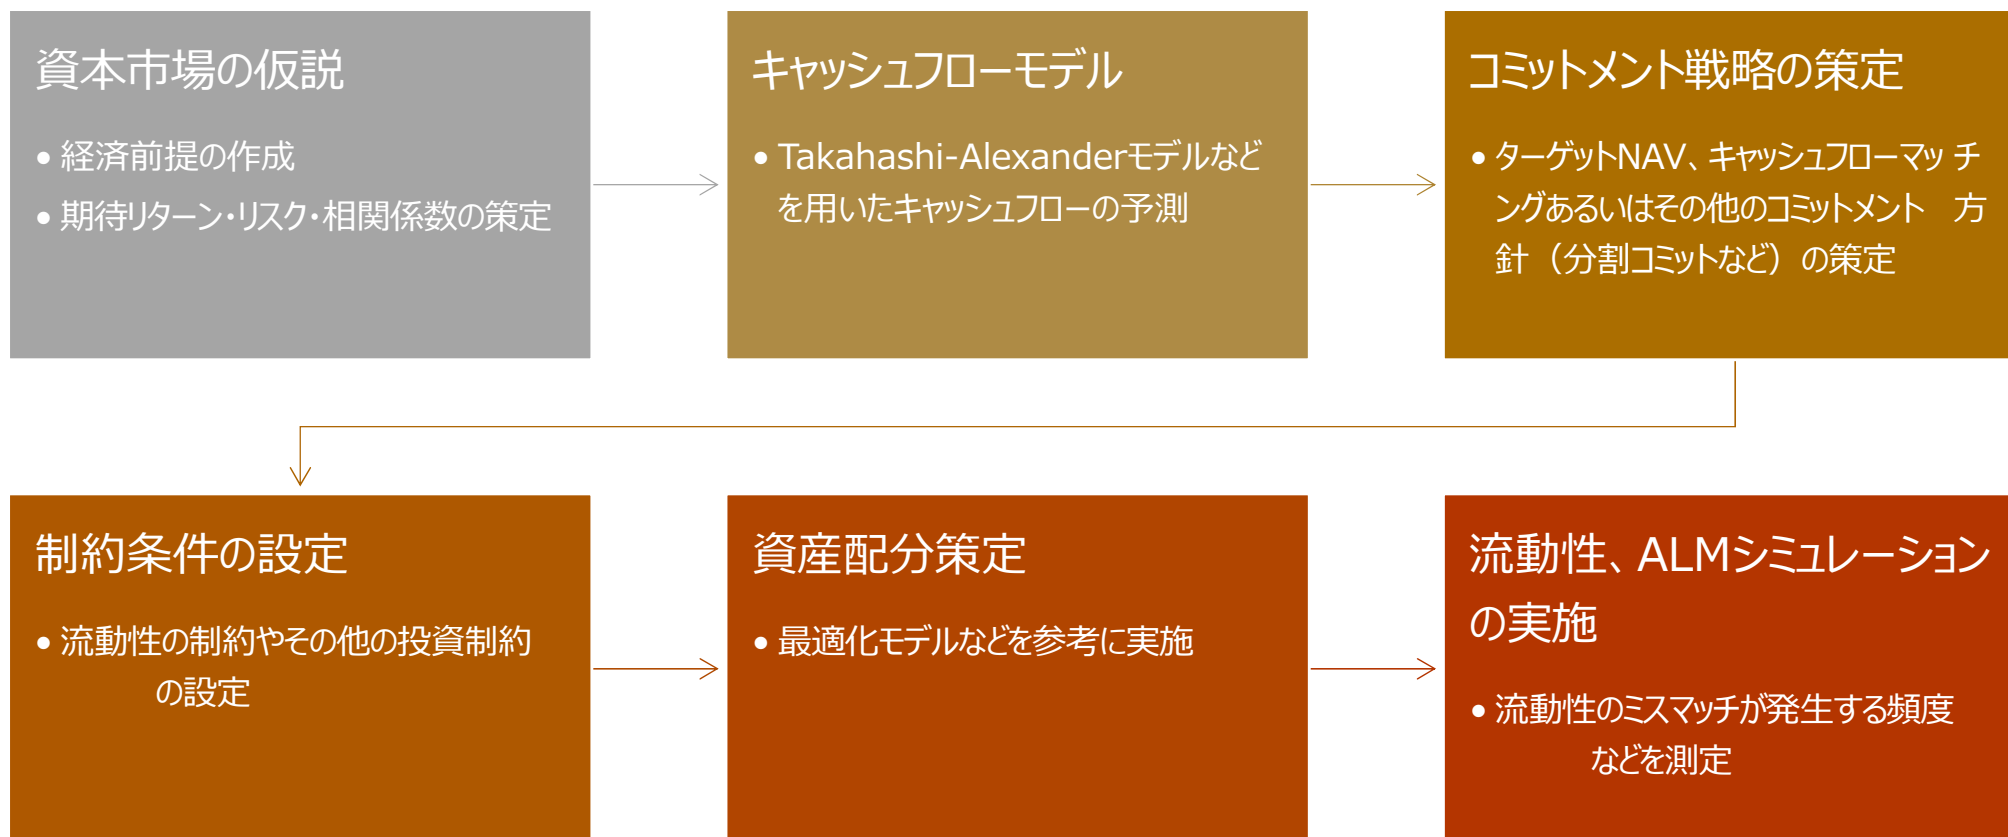 資本市場の仮説
• 経済前提の作成
• 期待リターン・リスク・相関係数の策定
キャッシュフローモデル
• Takahashi-Alexanderモデルなど
を用いたキャッシュフローの予測
コミットメント戦略の策定
• ターゲットNAV、キャッシュフローマッ チ
ングあるいはその他のコミットメント 方
針（分割コミットなど）の策定
制約条件の設定
• 流動性の制約やその他の投資制約
の設定
資産配分策定
• 最適化モデルなどを参考に実施
流動性、ALMシミュレーション
の実施
• 流動性のミスマッチが発生する頻度
などを測定